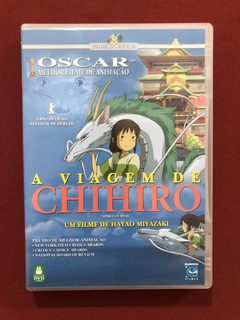 WIDESCREEN
OSCAR
MELHOR FILME DE ANIMAÇÃO
URSO DE OURO
FESTIVAL DE BERLIM
A VIAGEM DE
CHIHIRO
UM FILME DE HAYAO MIYAZAKI
PRÊMIO DE MELHOR ANIMAÇÃO
• NEW YORK FILM CRITICS AWARDS
• CRITICS' CHOICE AWARDS
• NATIONAL BOARD OF REVIEW
DVD
FILMES